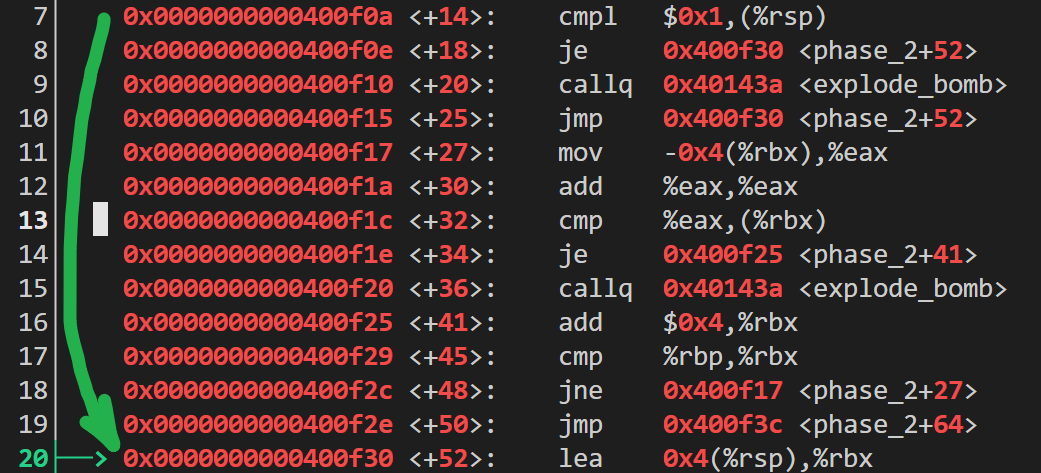 7 0x0000000000400f0a <+14>: cmpl $0x1,(%rsp)
8 0x0000000000400f0e <+18>: je 0x400f30 <phase_2+52>
9 0x0000000000400f10 <+20>: callq 0x40143a <explode_bomb>
10 0x0000000000400f15 <+25>: jmp 0x400f30 <phase_2+52>
11 0x0000000000400f17 <+27>: mov -0x4(%rbx),%eax
12 0x0000000000400f1a <+30>: add %eax,%eax
13 0x0000000000400f1c <+32>: cmp %eax,(%rbx)
14 0x0000000000400f1e <+34>: je 0x400f25 <phase_2+41>
15 0x0000000000400f20 <+36>: callq 0x40143a <explode_bomb>
16 0x0000000000400f25 <+41>: add $0x4,%rbx
17 0x0000000000400f29 <+45>: cmp %rbp,%rbx
18 0x0000000000400f2c <+48>: jne 0x400f17 <phase_2+27>
19 0x0000000000400f2e <+50>: jmp 0x400f3c <phase_2+64>
20 0x0000000000400f30 <+52>: lea 0x4(%rsp),%rbx